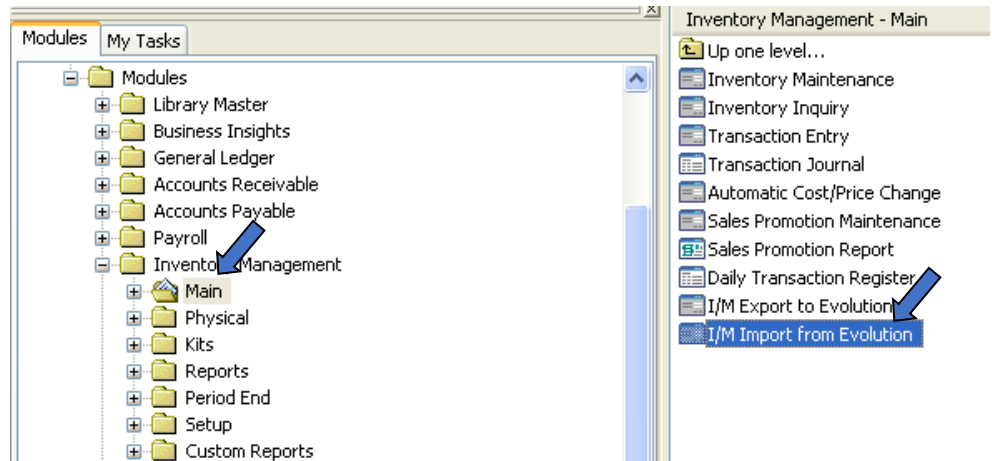 Modules
My Tasks
Modules
Library Master
Business Insights
General Ledger
Accounts Receivable
Accounts Payable
Payroll
Inventory Management
Main
Physical
Kits
Reports
Period End
Setup
Custom Reports
Inventory Management - Main
Up one level...
Inventory Maintenance
Inventory Inquiry
Transaction Entry
Transaction Journal
Automatic Cost/Price Change
Sales Promotion Maintenance
Sales Promotion Report
Daily Transaction Register
I/M Export to Evolution
I/M Import from Evolution